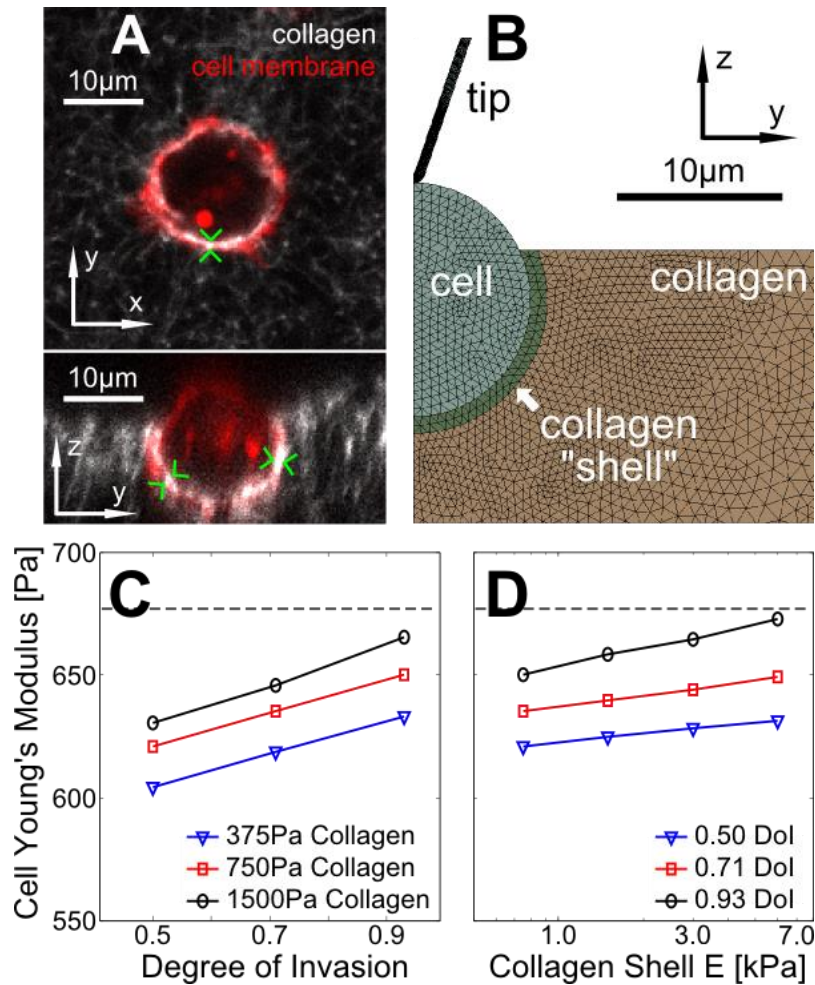 A
collagen
cell membrane
10µm
y
x
10µm
z
y
B
tip
z
y
10µm
cell
collagen
collagen
"shell"
Cell Young's Modulus [Pa]
700
650
600
550
C
375Pa Collagen
750Pa Collagen
1500Pa Collagen
0.5
0.7
0.9
Degree of Invasion
D
0.50 DoI
0.71 DoI
0.93 DoI
1.0
3.0
7.0
Collagen Shell E [kPa]